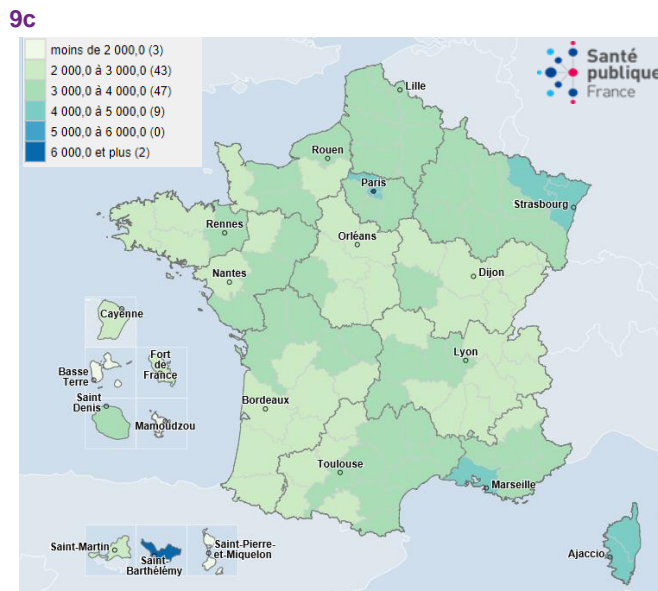 9c
moins de 2 000,0 (3)
2 000,0 à 3 000,0 (43)
3 000,0 à 4 000,0 (47)
4 000,0 à 5 000,0 (9)
5 000,0 à 6 000,0 (0)
6 000,0 et plus (2)
Santé
publique
France
Lille
Rouen
Paris
Strasbourg
Rennes
Orléans
Nantes
Dijon
Cayenne
Basse
Terre
Fort
de
France
Lyon
Saint
Denis
Mamoudzou
Bordeaux
Toulouse
Marseille
Saint-Martin
Saint-
Barthélémy
Saint-Pierre-
et-Miquelon
Ajaccio